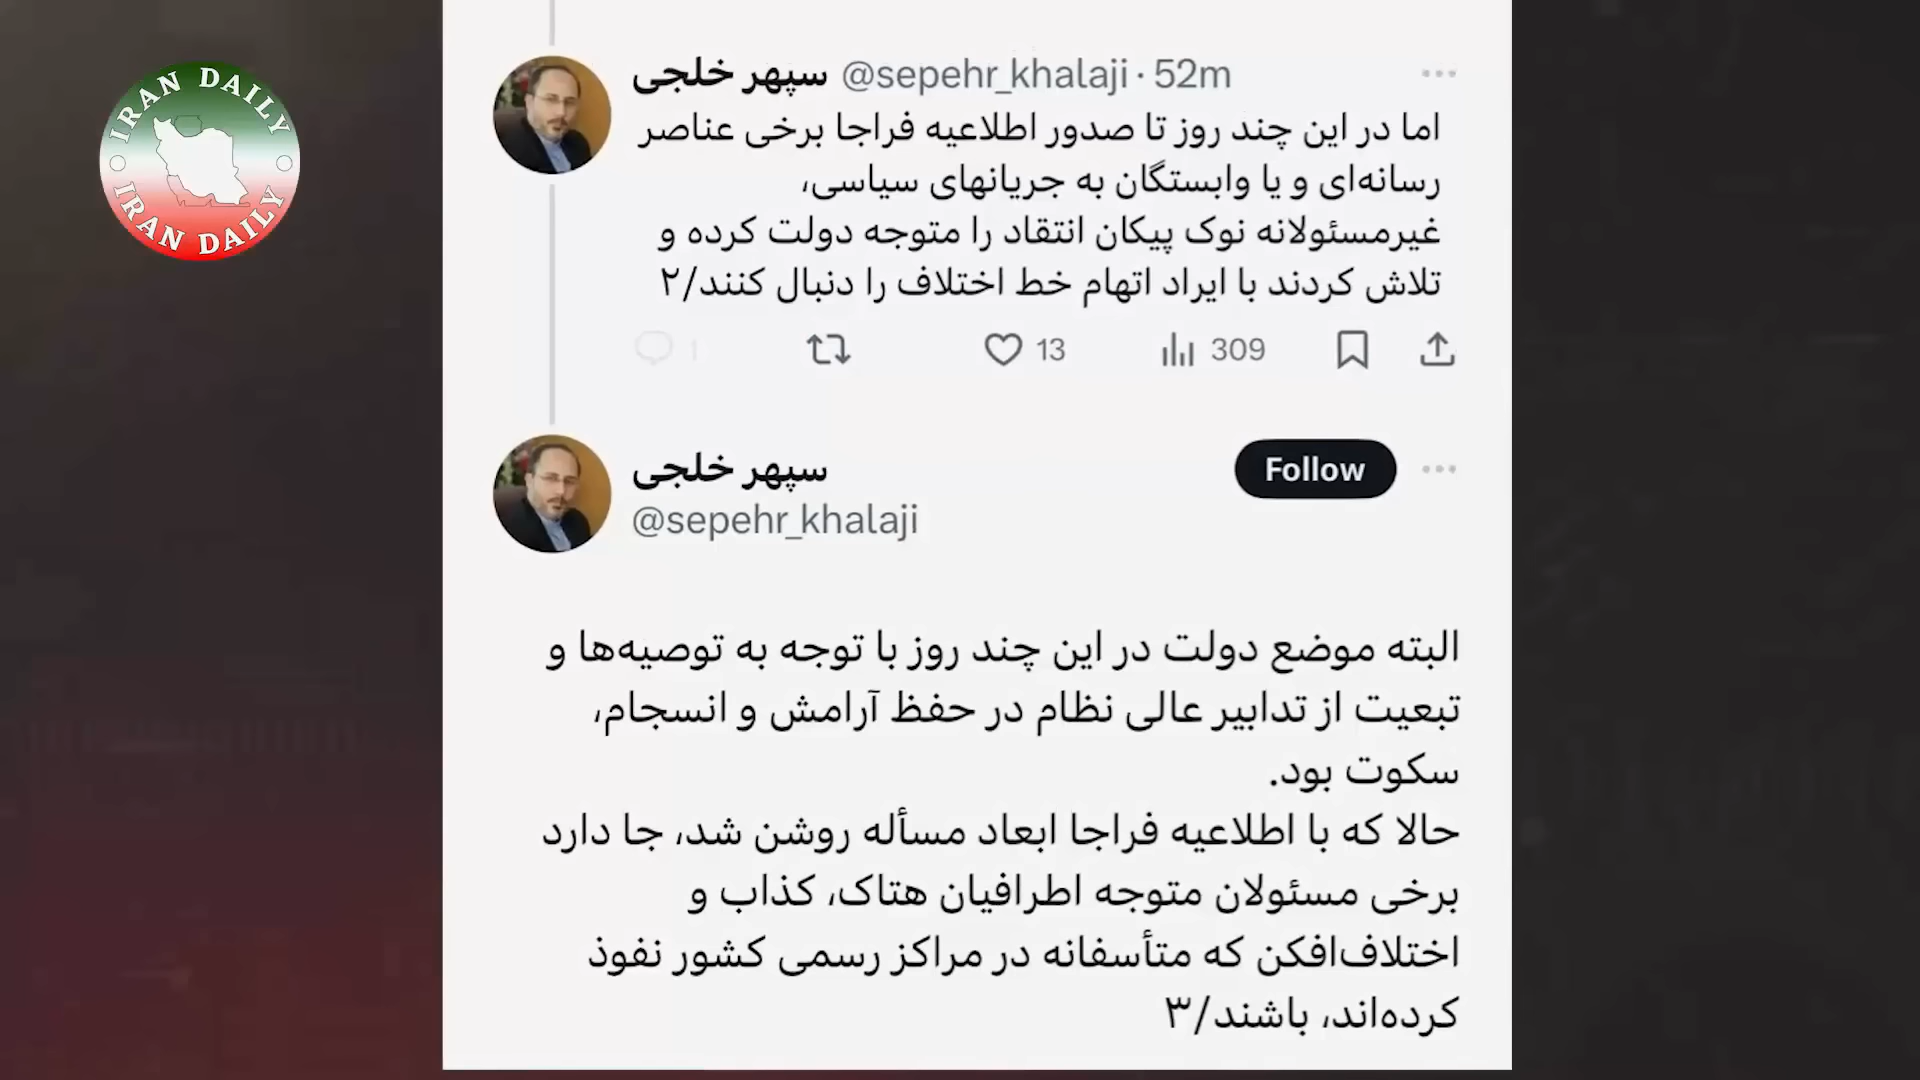 IRAN DAILY
IRAN DAILY
سپهر خلجی @sepehr_khalaji · 52m
اما در این چند روز تا صدور اطلاعیه فراجا برخی عناصر
رسانه‌ای و یا وابستگان به جریانهای سیاسی،
غیرمسئولانه نوک پیکان انتقاد را متوجه دولت کرده و
تلاش کردند با ایراد اتهام خط اختلاف را دنبال کنند/۲
1 13 309
سپهر خلجی
Follow
@sepehr_khalaji
البته موضع دولت در این چند روز با توجه به توصیه‌ها و
تبعیت از تدابیر عالی نظام در حفظ آرامش و انسجام،
سکوت بود.
حالا که با اطلاعیه فراجا ابعاد مسأله روشن شد، جا دارد
برخی مسئولان متوجه اطرافیان هتاک، کذاب و
اختلاف‌افکن که متأسفانه در مراکز رسمی کشور نفوذ
کرده‌اند، باشند/۳